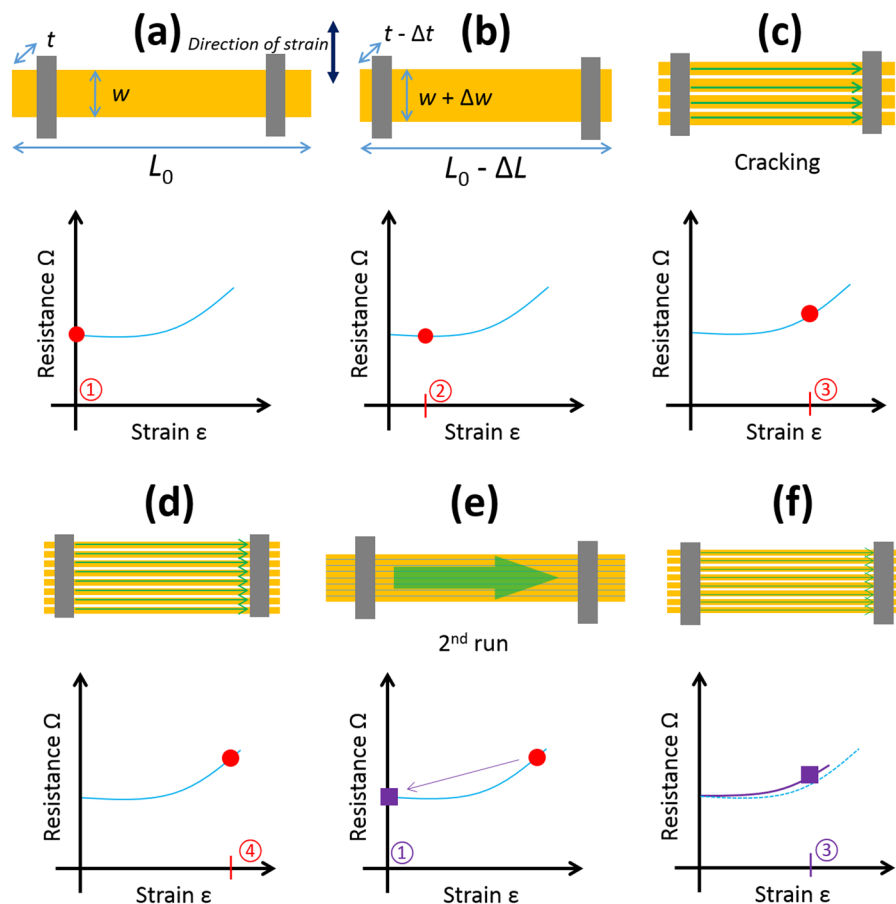 (a)
(b)
(c)
t
Direction of strain
t - Δt
w
w + Δw
L0
L0 - ΔL
Cracking
Resistance Ω
Resistance Ω
Resistance Ω
①
②
③
Strain ε
Strain ε
Strain ε
(d)
(e)
(f)
2nd run
Resistance Ω
Resistance Ω
Resistance Ω
④
①
③
Strain ε
Strain ε
Strain ε